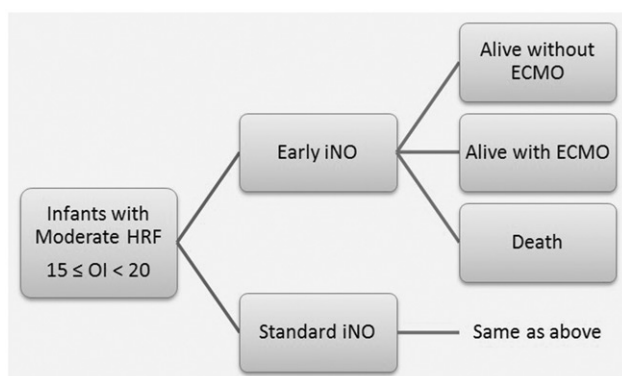 Infants with
Moderate HRF
15 ≤ OI < 20
Early iNO
Standard iNO
Alive without
ECMO
Alive with ECMO
Death
Same as above